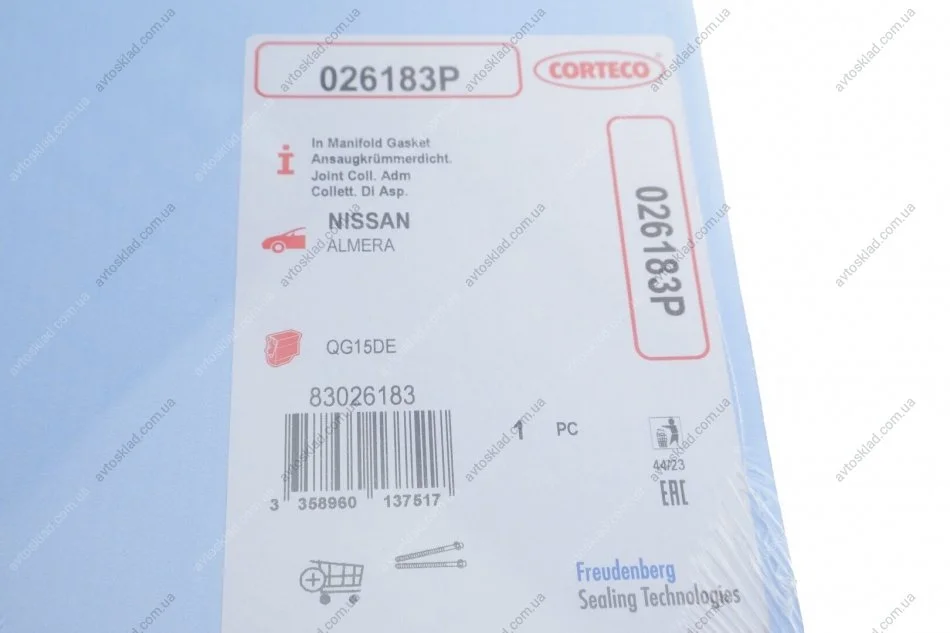 026183P
CORTECO
In Manifold Gasket
Ansaugkrümmerdicht.
Joint Coll. Adm
Collett. Di Asp.
NISSAN
ALMERA
026183P
QG15DE
83026183
1 PC
44/23
EAC
3 358960 137517
Freudenberg
Sealing Technologies
avtosklad.com.ua